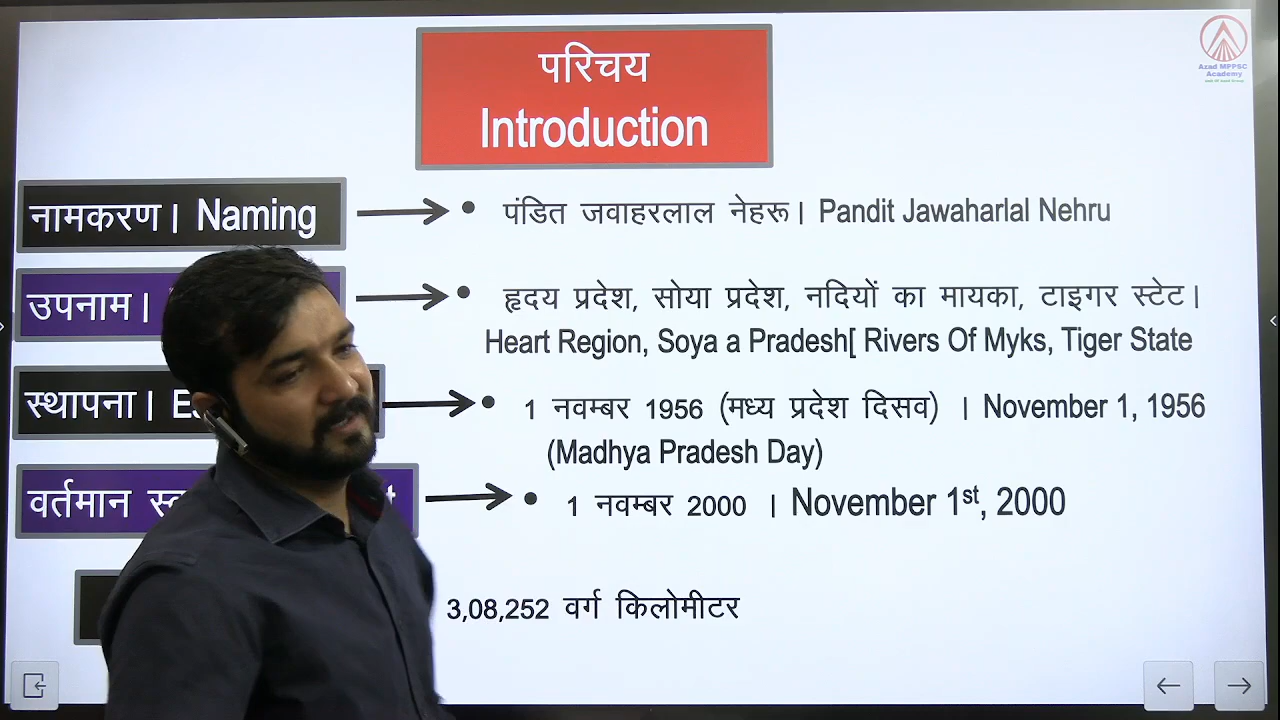 परिचय
Introduction
Azad MPPSC
Academy
नामकरण। Naming
• पंडित जवाहरलाल नेहरू। Pandit Jawaharlal Nehru
उपनाम।
• हृदय प्रदेश, सोया प्रदेश, नदियों का मायका, टाइगर स्टेट।
Heart Region, Soya a Pradesh[ Rivers Of Myks, Tiger State
स्थापना।
• 1 नवम्बर 1956 (मध्य प्रदेश दिसव) । November 1, 1956
(Madhya Pradesh Day)
वर्तमान
• 1 नवम्बर 2000 । November 1st, 2000
3,08,252 वर्ग किलोमीटर